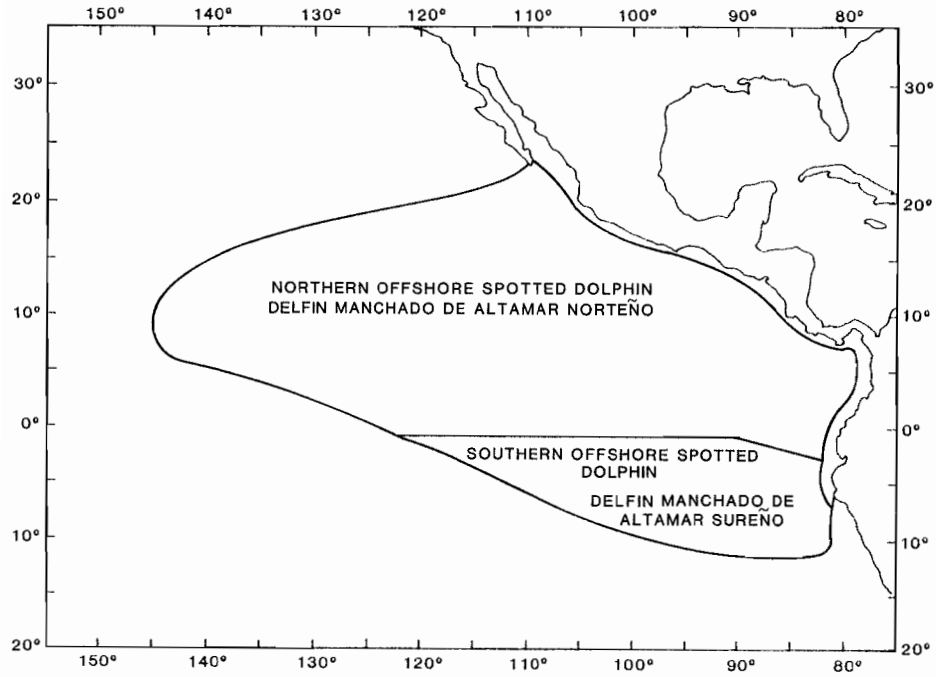 150° 140° 130° 120° 110° 100° 90° 80°
30° 30°
20° 20°
NORTHERN OFFSHORE SPOTTED DOLPHIN
DELFIN MANCHADO DE ALTAMAR NORTEÑO
10° 10°
0° 0°
SOUTHERN OFFSHORE SPOTTED
DOLPHIN
DELFIN MANCHADO DE
ALTAMAR SUREÑO
10° 10°
20° 20°
150° 140° 130° 120° 110° 100° 90° 80°